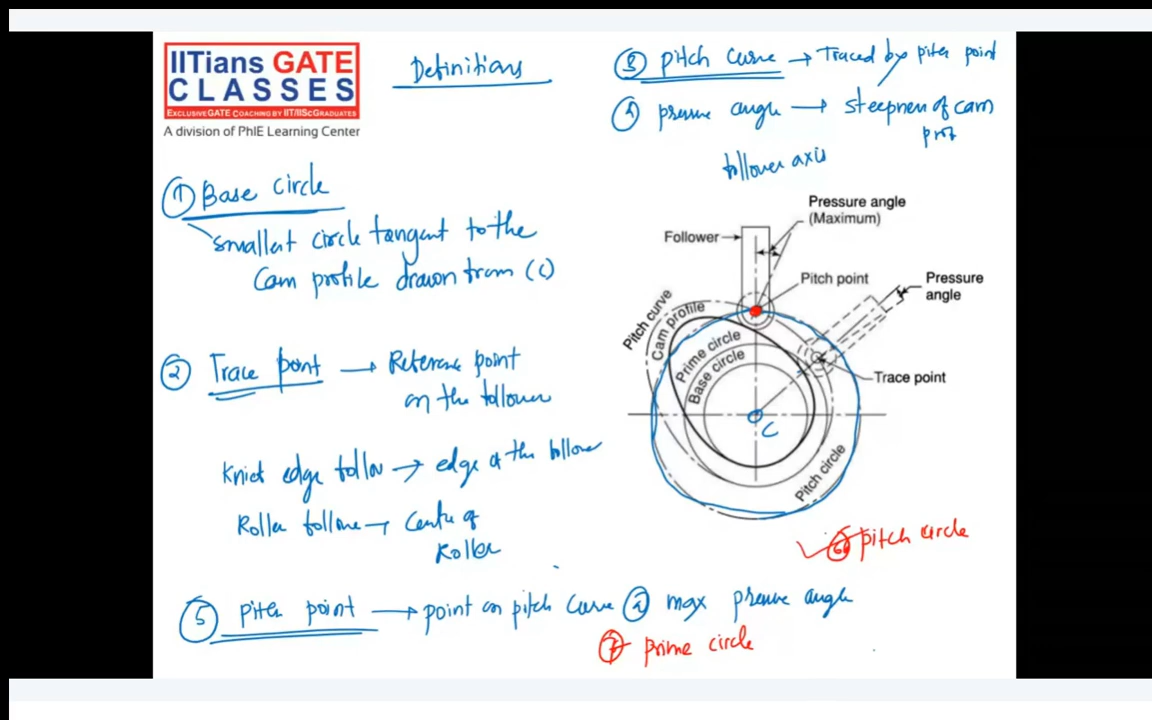 IITians GATE
CLASSES
EXCLUSIVE GATE COACHING BY IIT/IISc GRADUATES
A division of PhIE Learning Center
Definitions
① Base circle
smallest circle tangent to the
Cam profile drawn from (C)
② Trace point → Reference point
on the follower
Knief edge follow → edge of the follower
Roller follower → Centre of
Roller
③ pitch curve → Traced by pitch point
④ pressure angle → steepness of cam
prof
follower axis
Pressure angle
(Maximum)
Follower
Pitch point
Pressure
angle
Pitch curve
Cam profile
Prime circle
Base circle
Trace point
C
Pitch circle
⑥ pitch circle
⑤ pitch point → point on pitch curve @ max pressure angle
⑦ prime circle